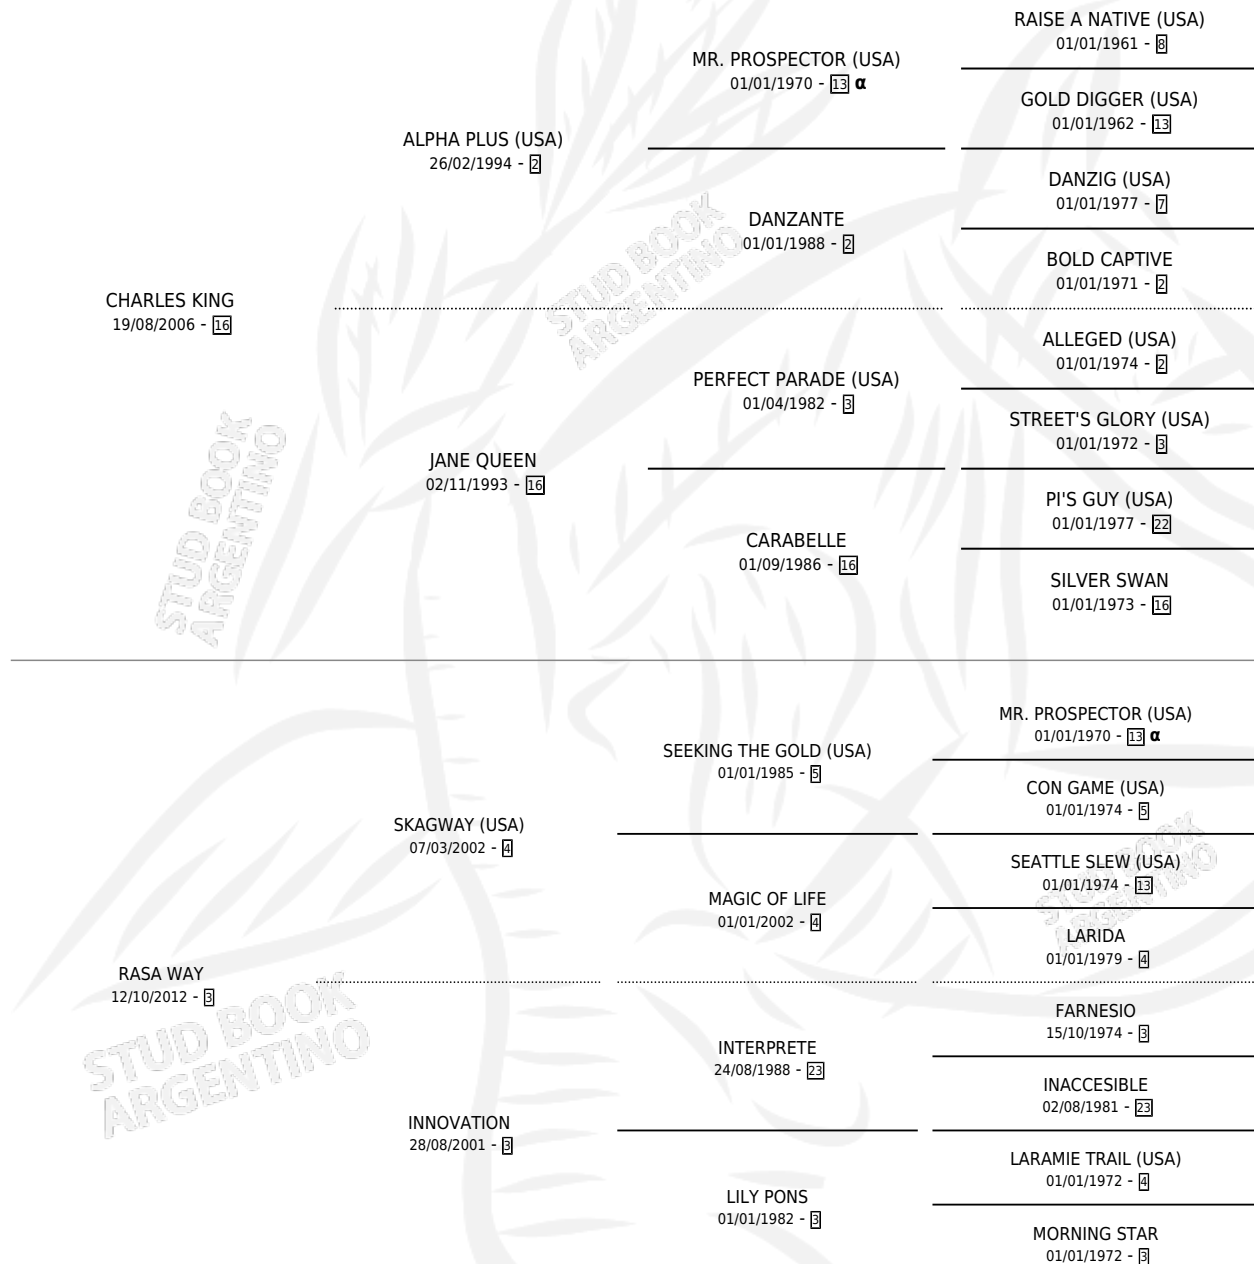 RAISE A NATIVE (USA)
01/01/1961 - 8
MR. PROSPECTOR (USA)
01/01/1970 - 13 α
GOLD DIGGER (USA)
01/01/1962 - 13
ALPHA PLUS (USA)
26/02/1994 - 2
DANZIG (USA)
01/01/1977 - 7
DANZANTE
01/01/1988 - 2
BOLD CAPTIVE
01/01/1971 - 2
CHARLES KING
19/08/2006 - 16
ALLEGED (USA)
01/01/1974 - 2
PERFECT PARADE (USA)
01/04/1982 - 3
STREET'S GLORY (USA)
01/01/1972 - 3
JANE QUEEN
02/11/1993 - 16
PI'S GUY (USA)
01/01/1977 - 22
CARABELLE
01/09/1986 - 16
SILVER SWAN
01/01/1973 - 16
MR. PROSPECTOR (USA)
01/01/1970 - 13 α
SEEKING THE GOLD (USA)
01/01/1985 - 5
CON GAME (USA)
01/01/1974 - 5
SKAGWAY (USA)
07/03/2002 - 4
SEATTLE SLEW (USA)
01/01/1974 - 13
MAGIC OF LIFE
01/01/2002 - 4
LARIDA
01/01/1979 - 4
RASA WAY
12/10/2012 - 3
FARNESIO
15/10/1974 - 3
INTERPRETE
24/08/1988 - 23
INACCESIBLE
02/08/1981 - 23
INNOVATION
28/08/2001 - 3
LARAMIE TRAIL (USA)
01/01/1972 - 4
LILY PONS
01/01/1982 - 3
MORNING STAR
01/01/1972 - 3
STUD BOOK
ARGENTINO
STUD BOOK
ARGENTINO
STUD BOOK
ARGENTINO
STUD BOOK
ARGENTINO